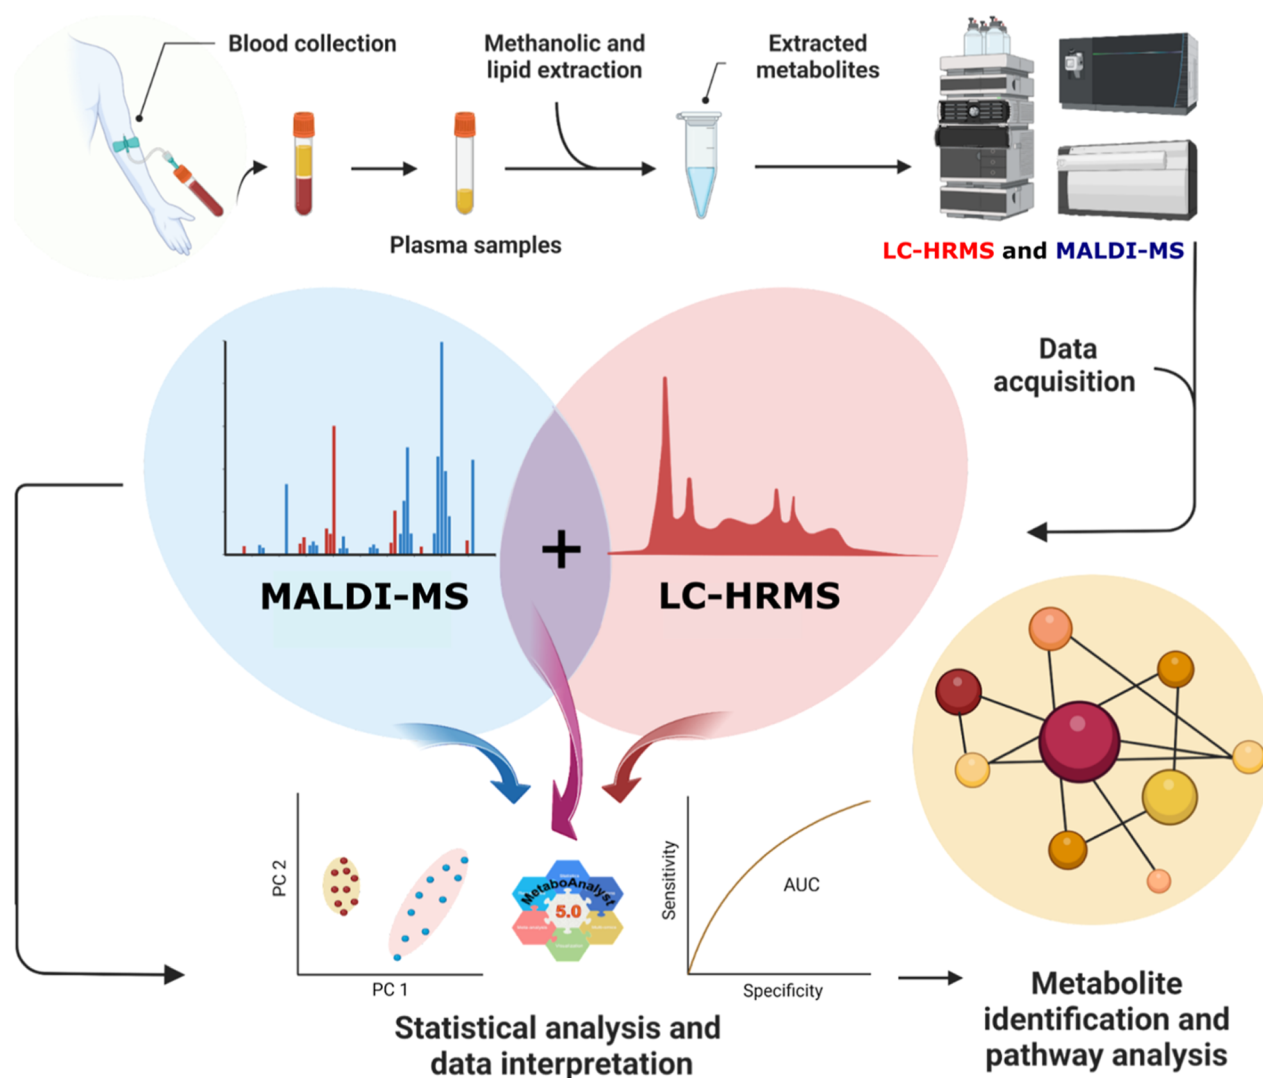 Blood collection
Methanolic and
lipid extraction
Extracted
metabolites
Plasma samples
LC-HRMS and MALDI-MS
Data
acquisition
MALDI-MS
+
LC-HRMS
PC 2
PC 1
MetaboAnalyst
5.0
Sensitivity
AUC
Specificity
Statistical analysis and
data interpretation
Metabolite
identification and
pathway analysis